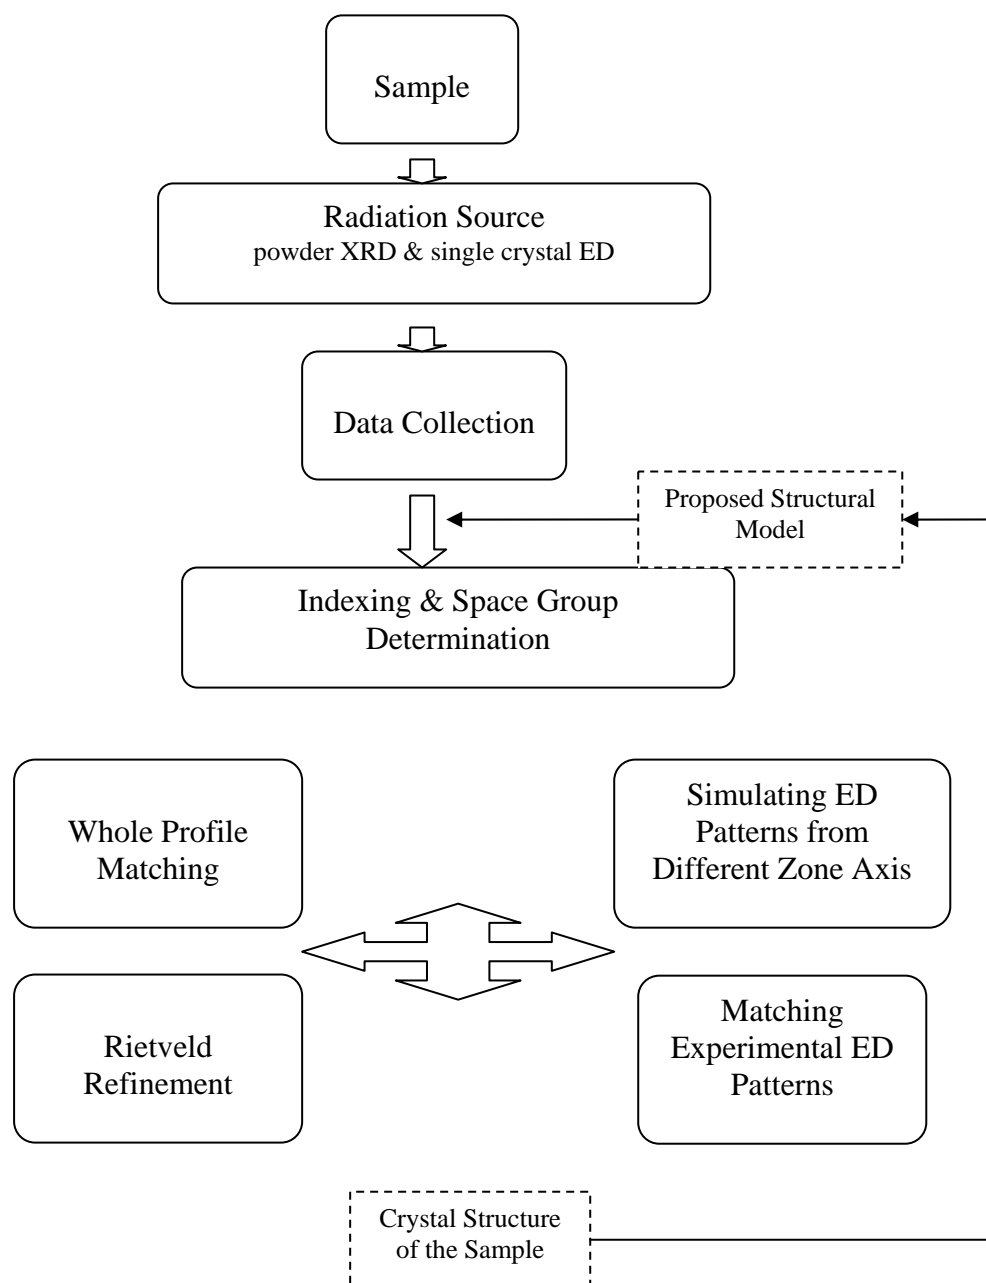 Sample
Radiation Source
powder XRD & single crystal ED
Data Collection
Proposed Structural
Model
Indexing & Space Group
Determination
Whole Profile
Matching
Simulating ED
Patterns from
Different Zone Axis
Rietveld
Refinement
Matching
Experimental ED
Patterns
Crystal Structure
of the Sample